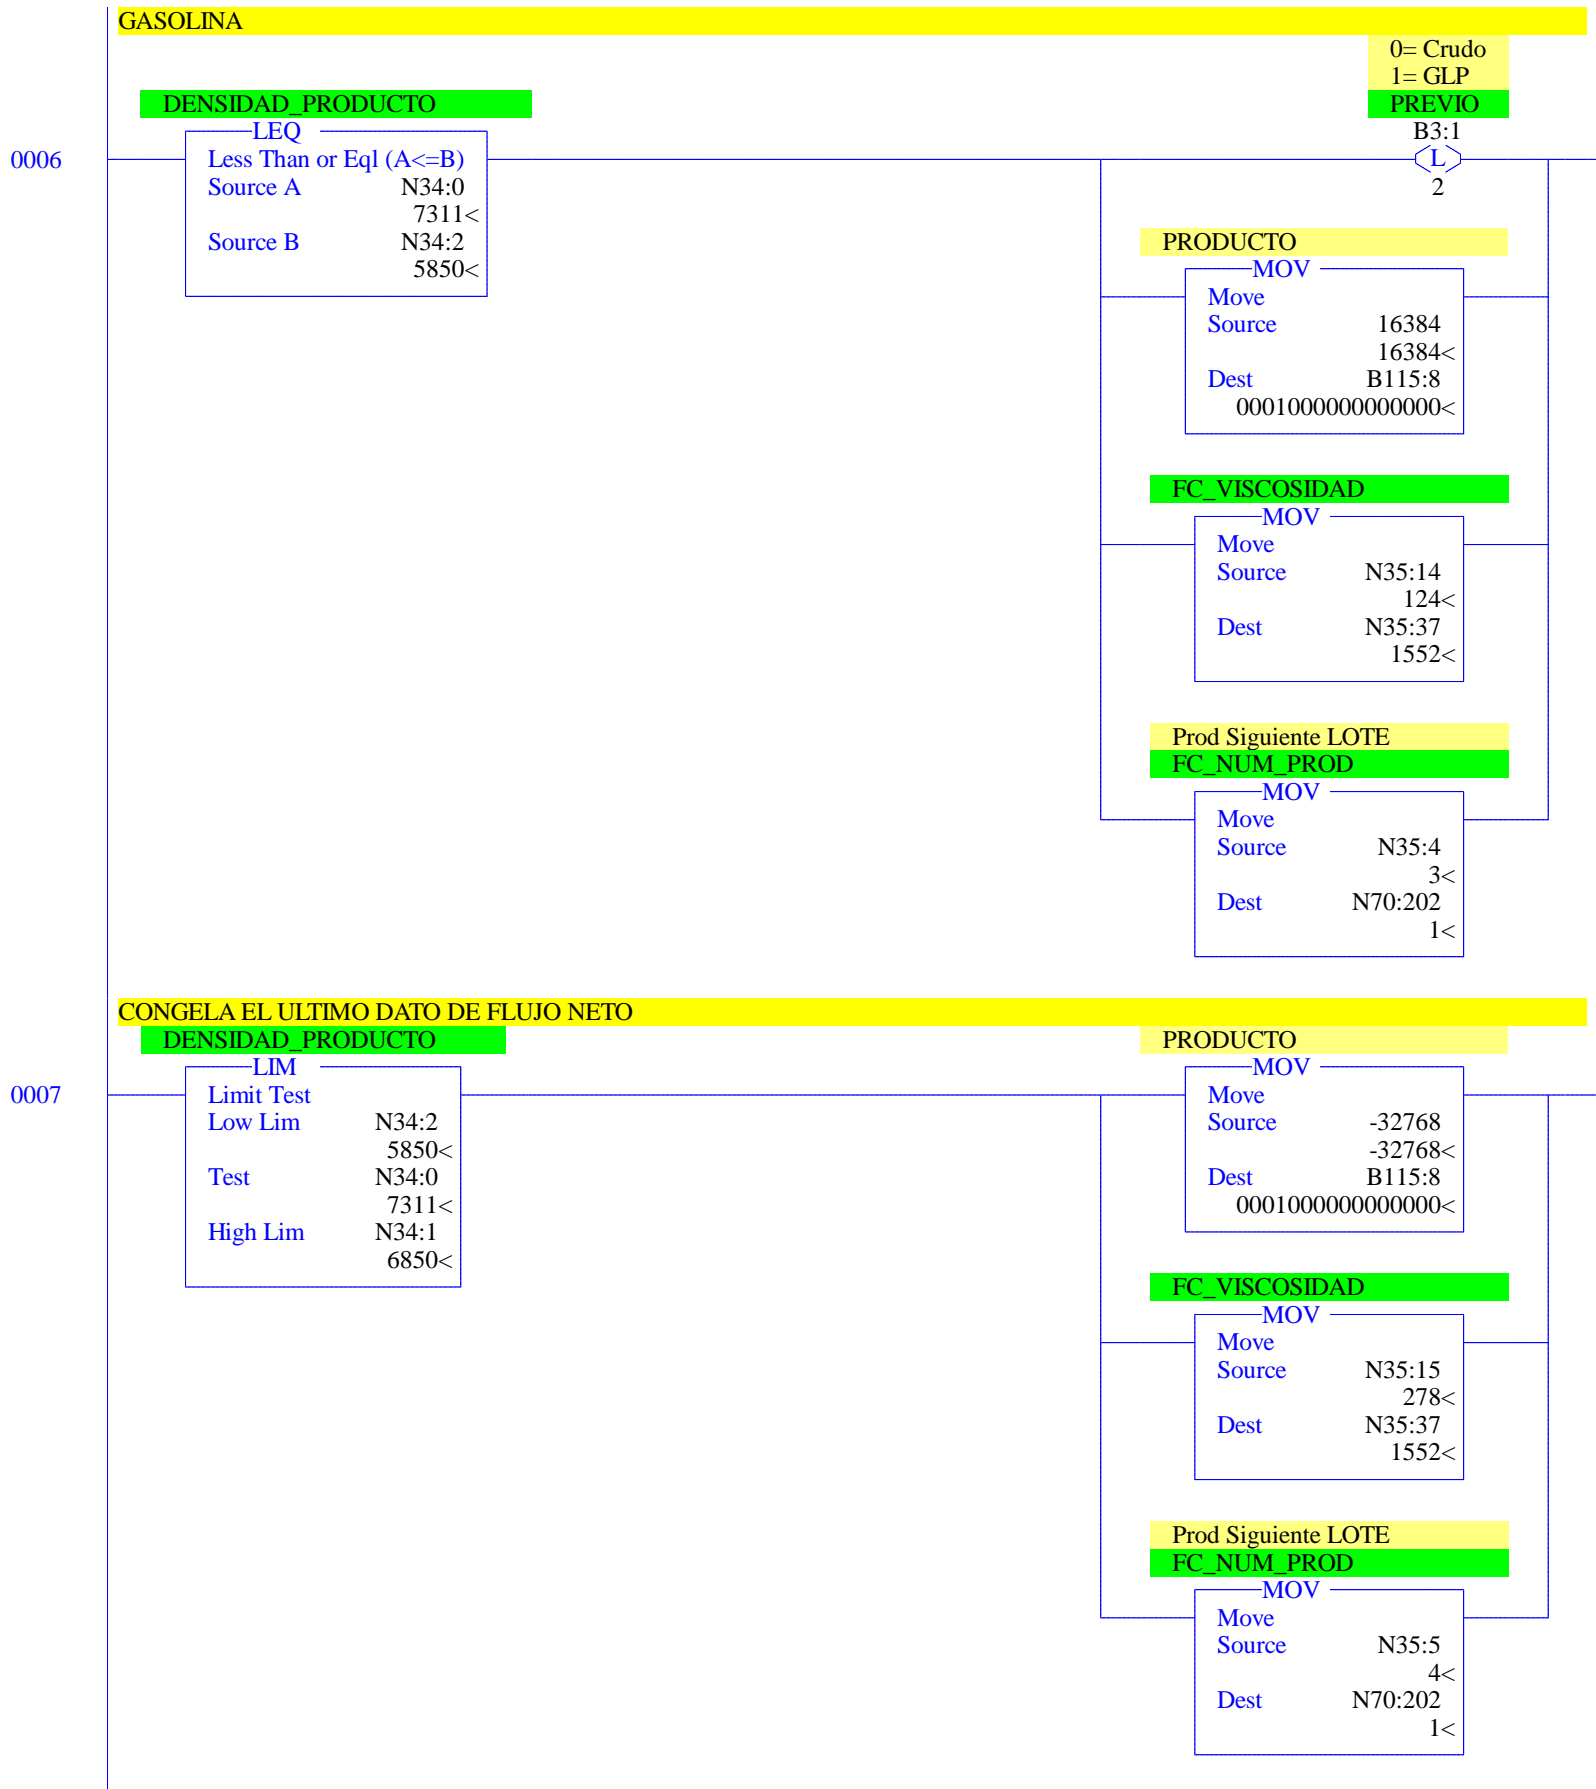 GASOLINA
0= Crudo
1= GLP
DENSIDAD_PRODUCTO
PREVIO
LEQ
B3:1
0006
Less Than or Eql (A<=B)
L
Source A N34:0
2
7311<
Source B N34:2
5850<
PRODUCTO
MOV
Move
Source 16384
16384<
Dest B115:8
0001000000000000<
FC_VISCOSIDAD
MOV
Move
Source N35:14
124<
Dest N35:37
1552<
Prod Siguiente LOTE
FC_NUM_PROD
MOV
Move
Source N35:4
3<
Dest N70:202
1<
CONGELA EL ULTIMO DATO DE FLUJO NETO
DENSIDAD_PRODUCTO
LIM
0007
Limit Test
Low Lim N34:2
5850<
Test N34:0
7311<
High Lim N34:1
6850<
PRODUCTO
MOV
Move
Source -32768
-32768<
Dest B115:8
0001000000000000<
FC_VISCOSIDAD
MOV
Move
Source N35:15
278<
Dest N35:37
1552<
Prod Siguiente LOTE
FC_NUM_PROD
MOV
Move
Source N35:5
4<
Dest N70:202
1<